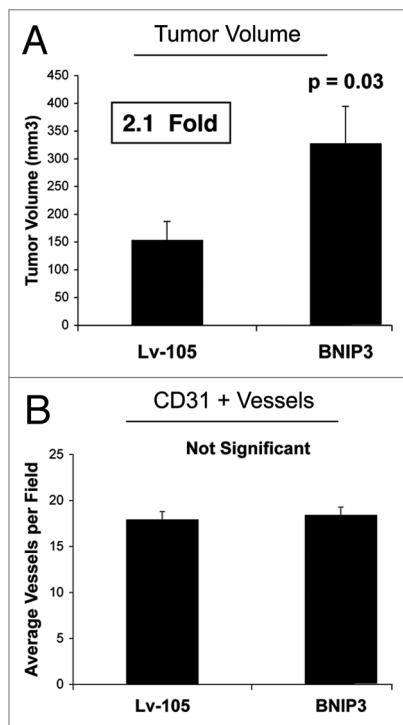 A
Tumor Volume
p = 0.03
2.1 Fold
Tumor Volume (mm3)
450
400
350
300
250
200
150
100
50
0
Lv-105
BNIP3
B
CD31 + Vessels
Not Significant
Average Vessels per Field
25
20
15
10
5
0
Lv-105
BNIP3